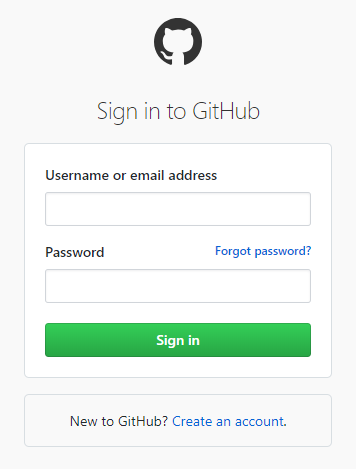 Sign in to GitHub
Username or email address
Password Forgot password?
Sign in
New to GitHub? Create an account.